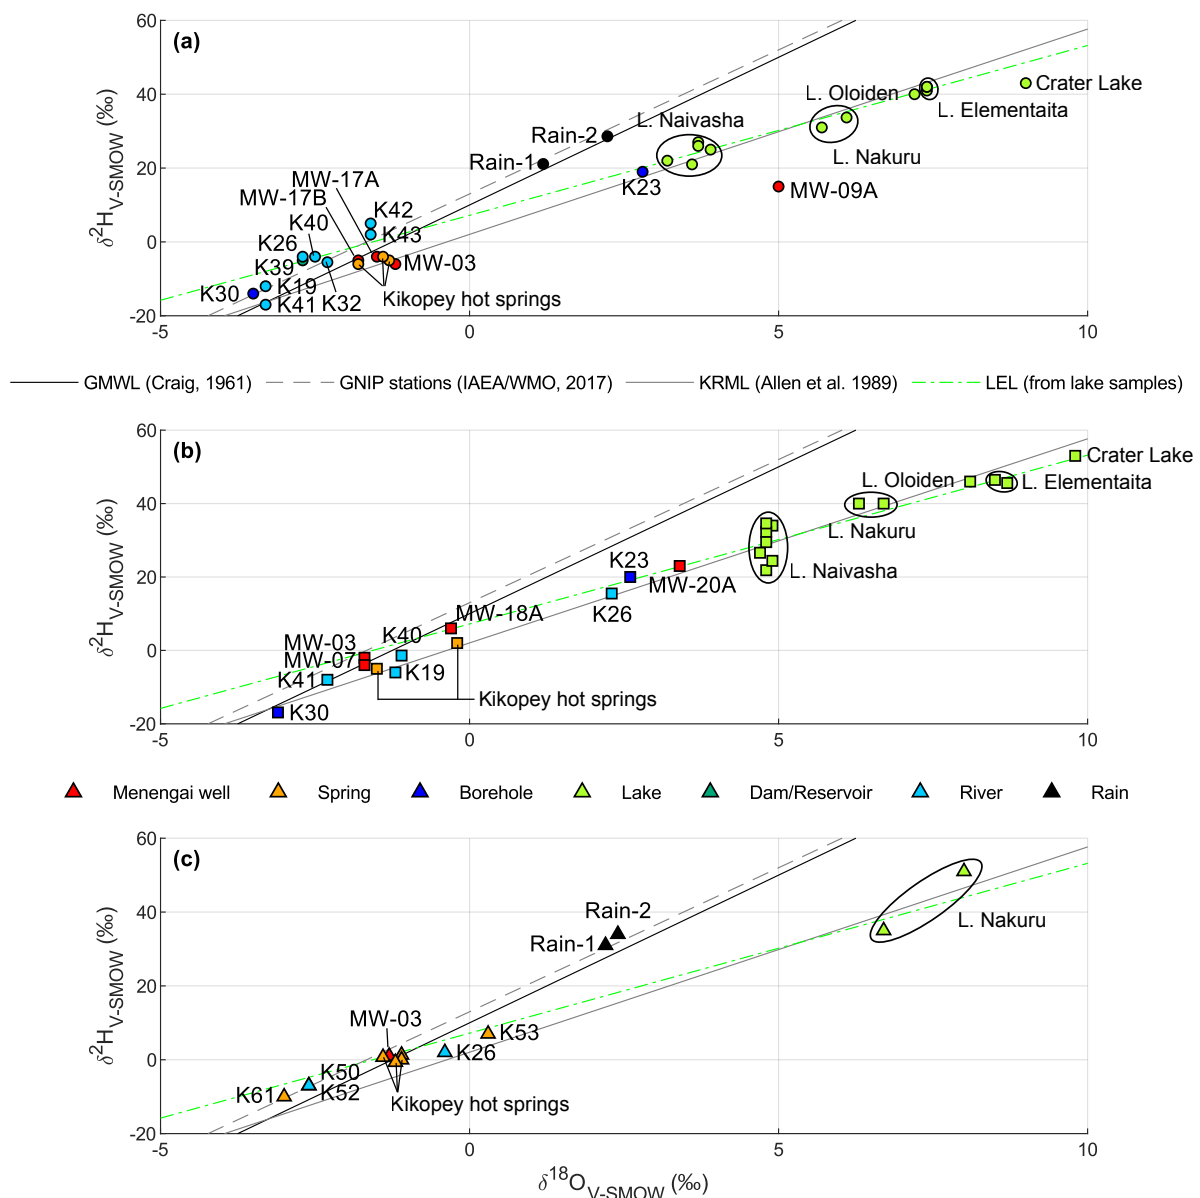 (a)
60
40
20
0
-20
δ²H V-SMOW (‰)
L. Oloiden
Crater Lake
L. Elementaita
L. Naivasha
Rain-2
L. Nakuru
Rain-1
K23
MW-09A
MW-17A
MW-17B
K42
K40
K43
K26
K39
MW-03
K30
K19
Kikopey hot springs
K41
K32
-5
0
5
10
GMWL (Craig, 1961)
GNIP stations (IAEA/WMO, 2017)
KRML (Allen et al. 1989)
LEL (from lake samples)
(b)
60
40
20
0
-20
δ²H V-SMOW (‰)
Crater Lake
L. Oloiden
L. Elementaita
L. Nakuru
K23
L. Naivasha
MW-20A
K26
MW-18A
MW-03
K40
MW-07
K41
K19
Kikopey hot springs
K30
-5
0
5
10
Menengai well
Spring
Borehole
Lake
Dam/Reservoir
River
Rain
(c)
60
40
20
0
-20
δ²H V-SMOW (‰)
Rain-2
L. Nakuru
Rain-1
MW-03
K53
K26
K50
K52
K61
Kikopey hot springs
-5
0
5
10
δ¹⁸O V-SMOW (‰)